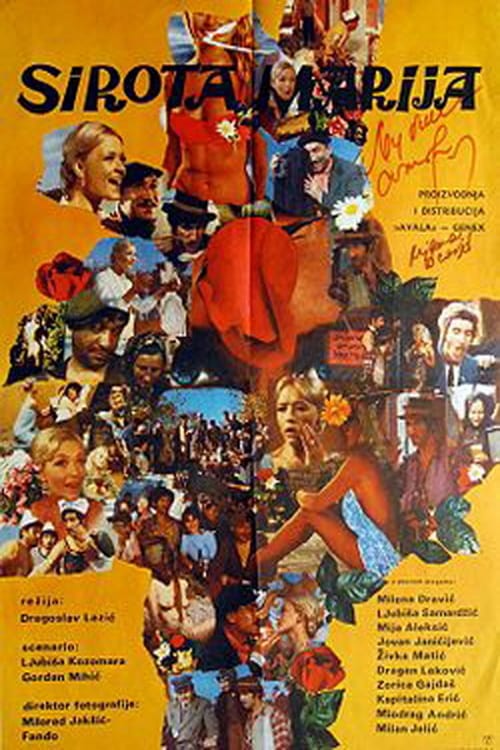 SIROTA MARIJA
PROIZVODNJA
I DISTRIBUCIJA
»AVALA« — GENEX
režija:
Dragoslav Lazić
scenario:
Ljubiša Kozomara
Gordan Mihić
direktor fotografije:
Milorad Jakšić-
Fando
Milena Dravić
Ljubiša Samardžić
Mija Aleksić
Jovan Janićijević
Živka Matić
Dragan Laković
Zorica Gajdaš
Kapitalina Erić
Miodrag Andrić
Milan Jelić